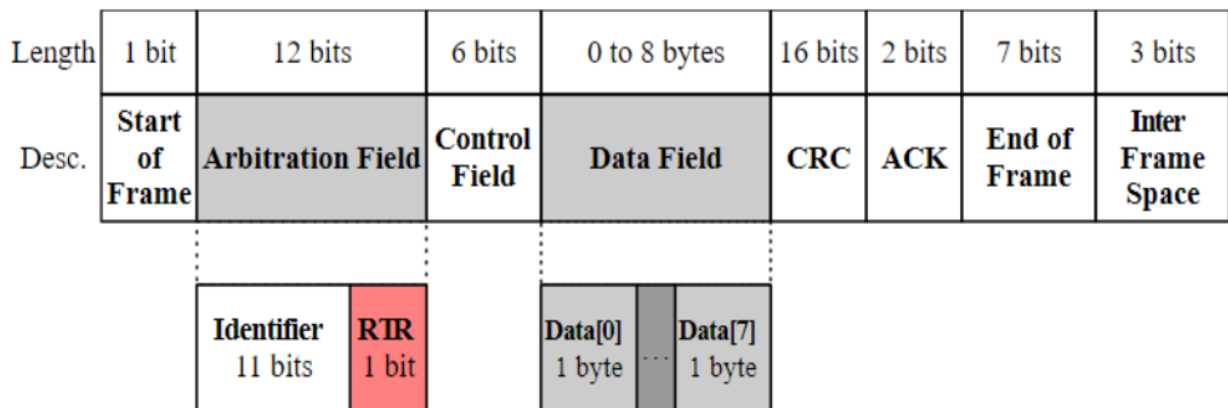 Length 1 bit 12 bits 6 bits 0 to 8 bytes 16 bits 2 bits 7 bits 3 bits
Desc.
Start
of
Frame
Arbitration Field
Control
Field
Data Field
CRC
ACK
End of
Frame
Inter
Frame
Space
Identifier
11 bits
RTR
1 bit
Data[0]
1 byte
...
Data[7]
1 byte